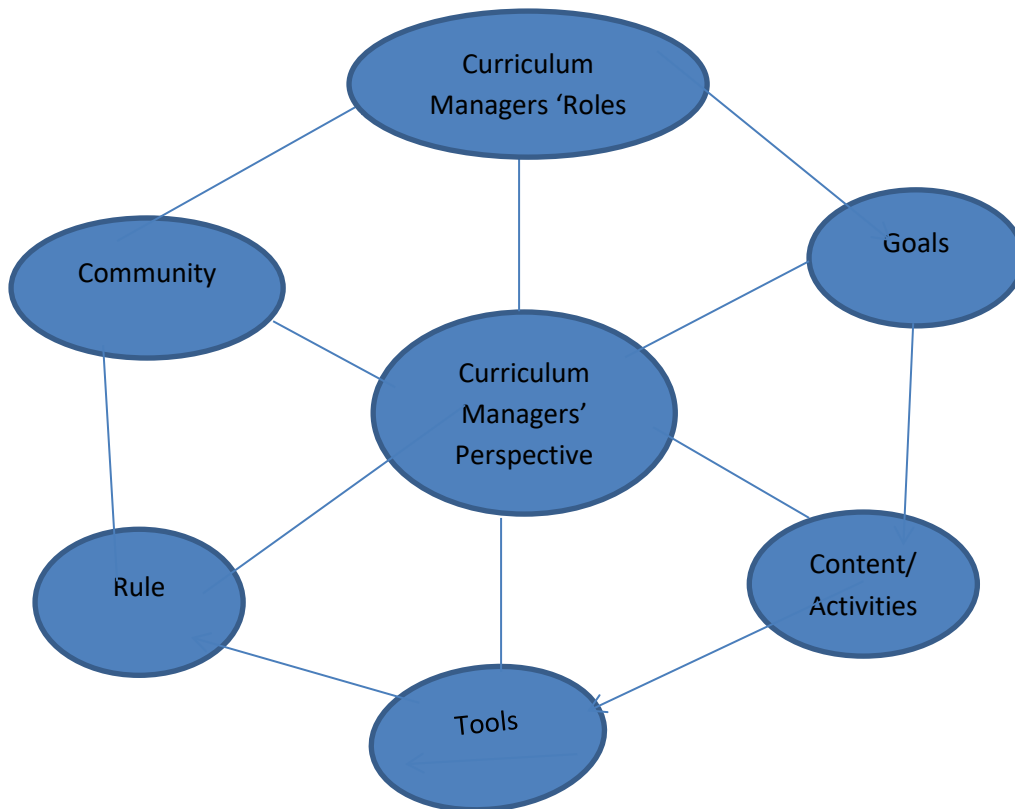 Curriculum
Managers ‘Roles
Goals
Community
Curriculum
Managers’
Perspective
Content/
Activities
Rule
Tools